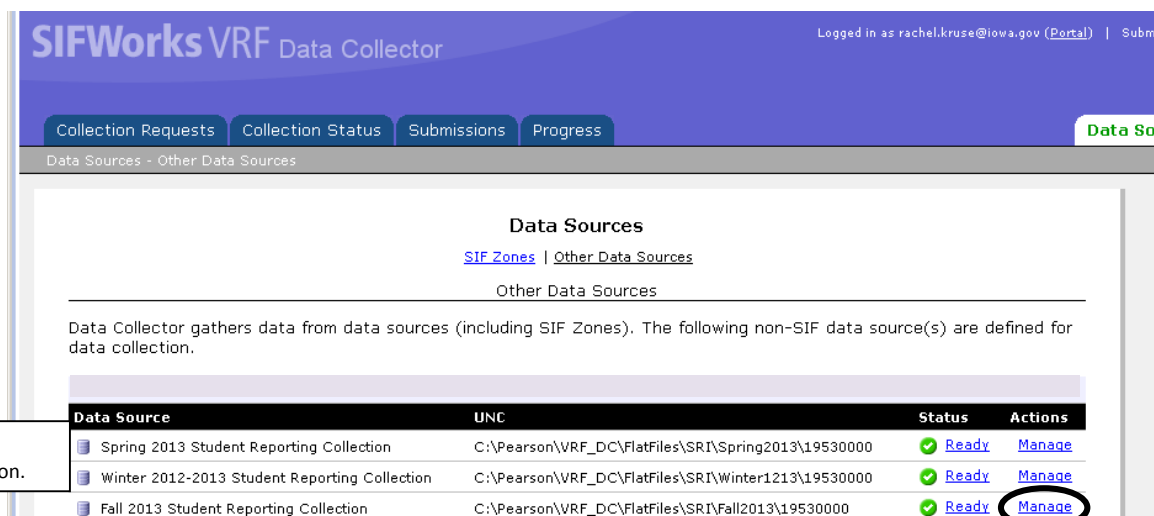 SIFWorks VRF Data Collector
Logged in as rachel.kruse@iowa.gov (Portal) | Subm
Collection Requests Collection Status Submissions Progress Data So
Data Sources - Other Data Sources
Data Sources
SIF Zones | Other Data Sources
Other Data Sources
Data Collector gathers data from data sources (including SIF Zones). The following non-SIF data source(s) are defined for
data collection.
Data Source UNC Status Actions
Spring 2013 Student Reporting Collection C:\Pearson\VRF_DC\FlatFiles\SRI\Spring2013\19530000 Ready Manage
on.
Winter 2012-2013 Student Reporting Collection C:\Pearson\VRF_DC\FlatFiles\SRI\Winter1213\19530000 Ready Manage
Fall 2013 Student Reporting Collection C:\Pearson\VRF_DC\FlatFiles\SRI\Fall2013\19530000 Ready Manage